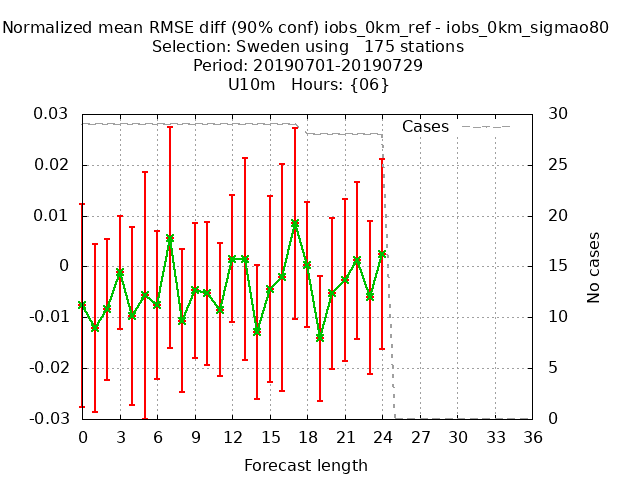 Normalized mean RMSE diff (90% conf) iobs_0km_ref - iobs_0km_sigmao80
Selection: Sweden using 175 stations
Period: 20190701-20190729
U10m Hours: {06}
0.03
0.02
0.01
0
-0.01
-0.02
-0.03
Cases
30
25
20
15
10
5
0
No cases
0 3 6 9 12 15 18 21 24 27 30 33 36
Forecast length